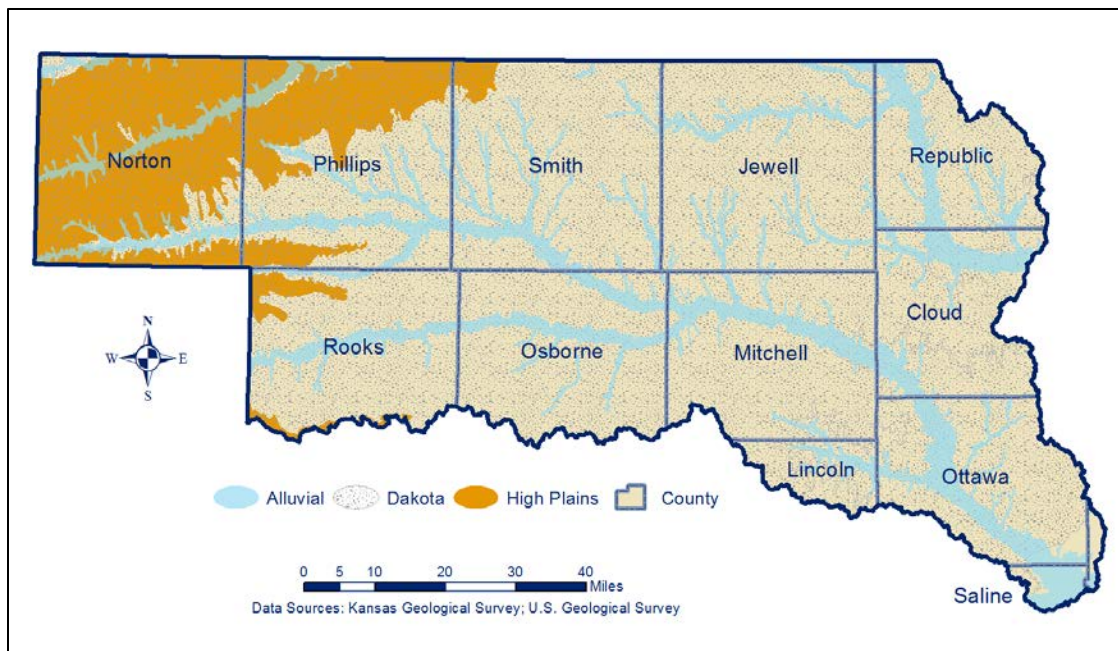 Norton
Phillips
Smith
Jewell
Republic
Cloud
Rooks
Osborne
Mitchell
Lincoln
Ottawa
Saline
N
W E
S
Alluvial Dakota High Plains County
0 5 10 20 30 40
Miles
Data Sources: Kansas Geological Survey; U.S. Geological Survey